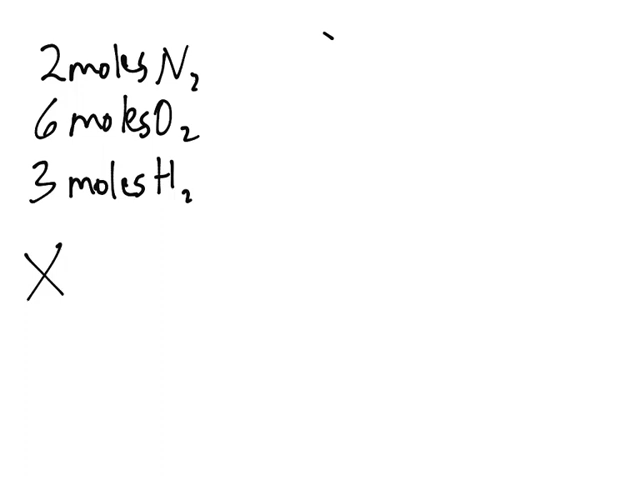 2 moles N₂
6 moles O₂
3 moles H₂
X